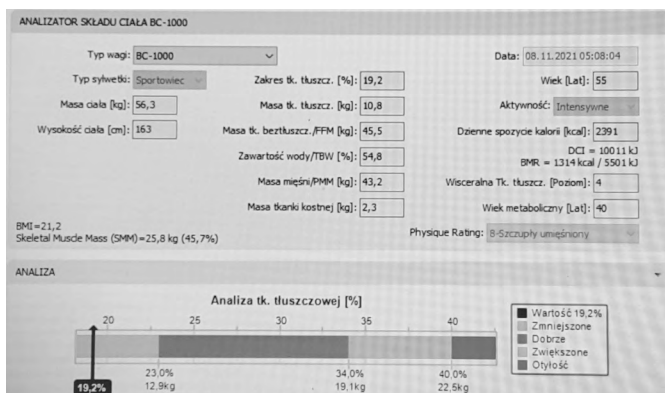 ANALIZATOR SKŁADU CIAŁA BC-1000
Typ wagi: BC-1000
Data: 08.11.2021 05:08:04
Typ sylwetki: Sportowiec
Zakres tk. tłuszcz. [%]: 19,2
Wiek [Lat]: 55
Masa ciała [kg]: 56,3
Masa tk. tłuszcz. [kg]: 10,8
Aktywność: Intensywne
Wysokość ciała [cm]: 163
Masa tk. beztłuszcz./FFM [kg]: 45,5
Dzienne spozycie kalorii [kcal]: 2391
Zawartość wody/TBW [%]: 54,8
DCI = 10011 kJ
BMR = 1314 kcal / 5501 kJ
Masa mięśni/PMM [kg]: 43,2
Wisceralna Tk. tłuszcz. [Poziom]: 4
Masa tkanki kostnej [kg]: 2,3
Wiek metaboliczny [Lat]: 40
BMI=21,2
Skeletal Muscle Mass (SMM)=25,8 kg (45,7%)
Physique Rating: 8-Szczupły umięśniony
ANALIZA
Analiza tk. tłuszczowej [%]
20 25 30 35 40
Wartość 19,2%
Zmniejszone
Dobrze
Zwiększone
Otyłość
23,0% 34,0% 40,0%
19,2% 12,9kg 19,1kg 22,5kg